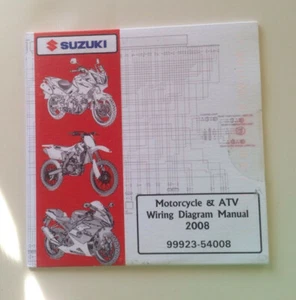 SUZUKI
Motorcycle & ATV
Wiring Diagram Manual
2008
99923-54008